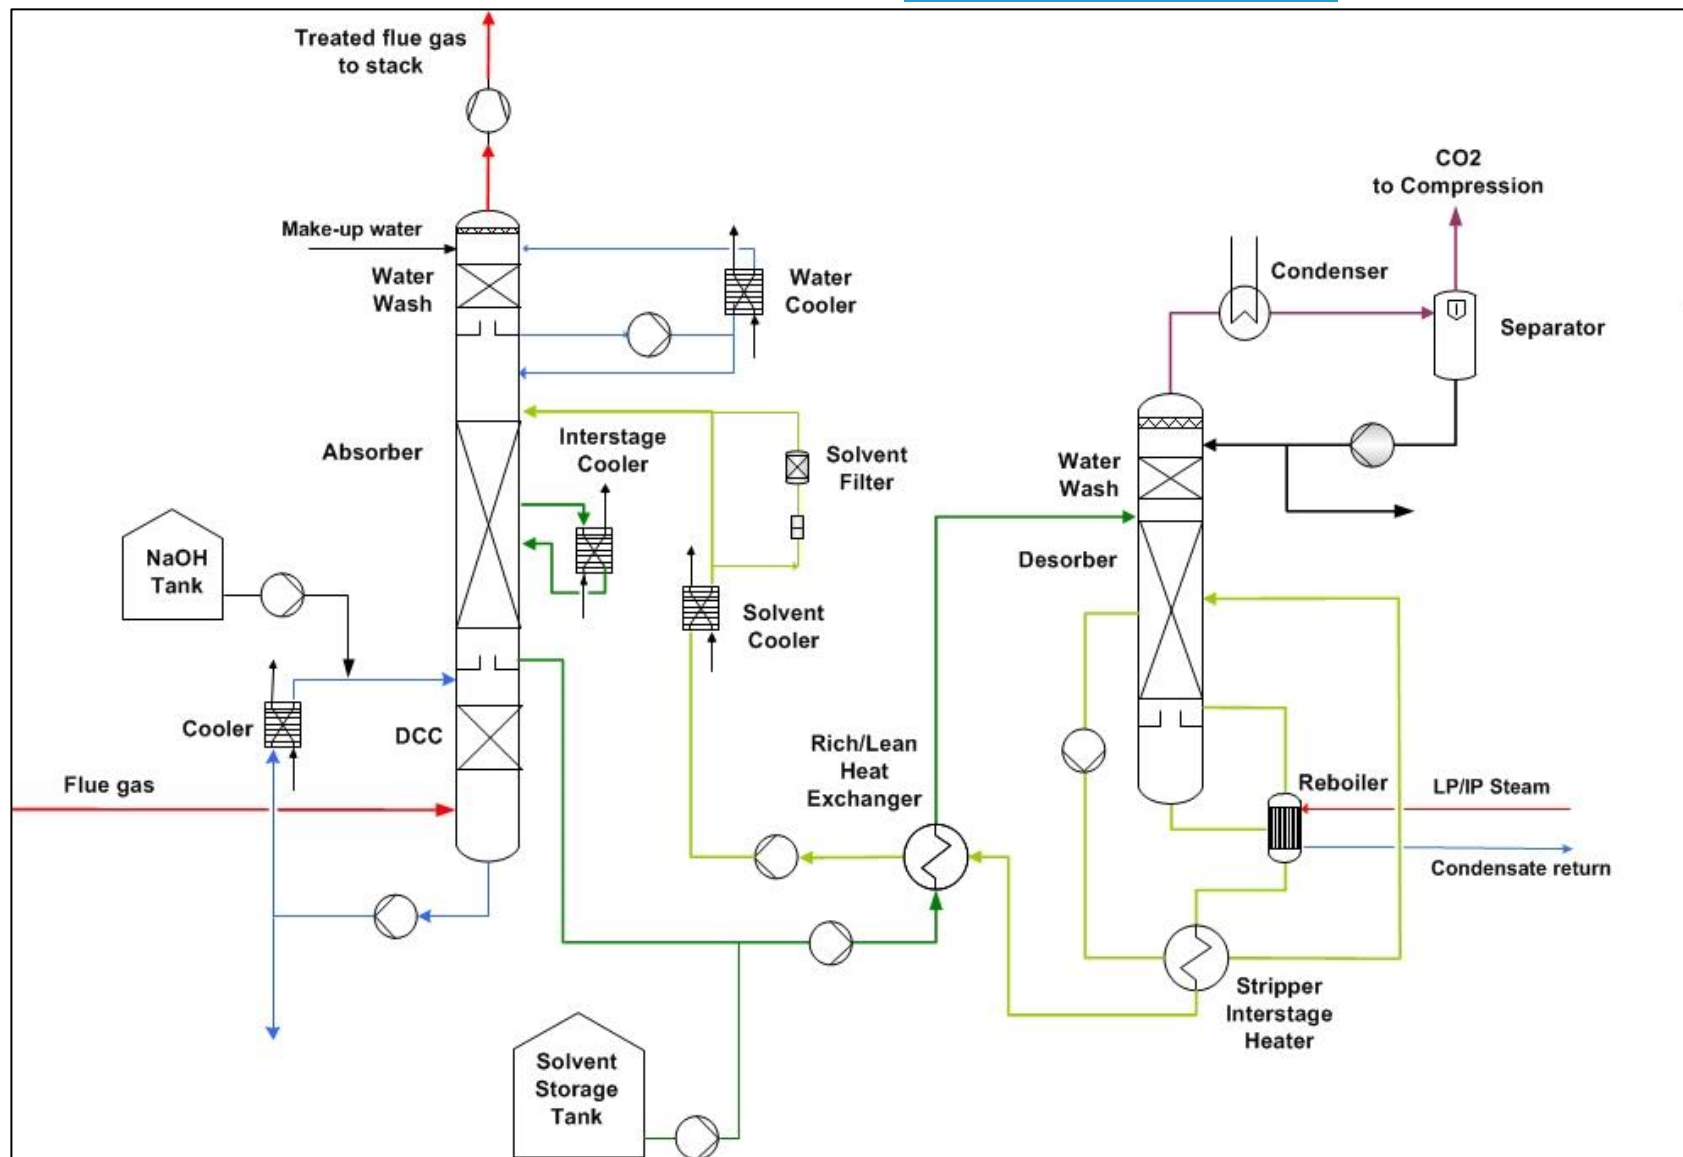 Treated flue gas
to stack
CO2
to Compression
Make-up water
Water
Wash
Water
Cooler
Condenser
Separator
Absorber
Interstage
Cooler
Solvent
Filter
Water
Wash
NaOH
Tank
Desorber
Solvent
Cooler
Cooler
DCC
Rich/Lean
Heat
Exchanger
Flue gas
Reboiler
LP/IP Steam
Condensate return
Stripper
Interstage
Heater
Solvent
Storage
Tank